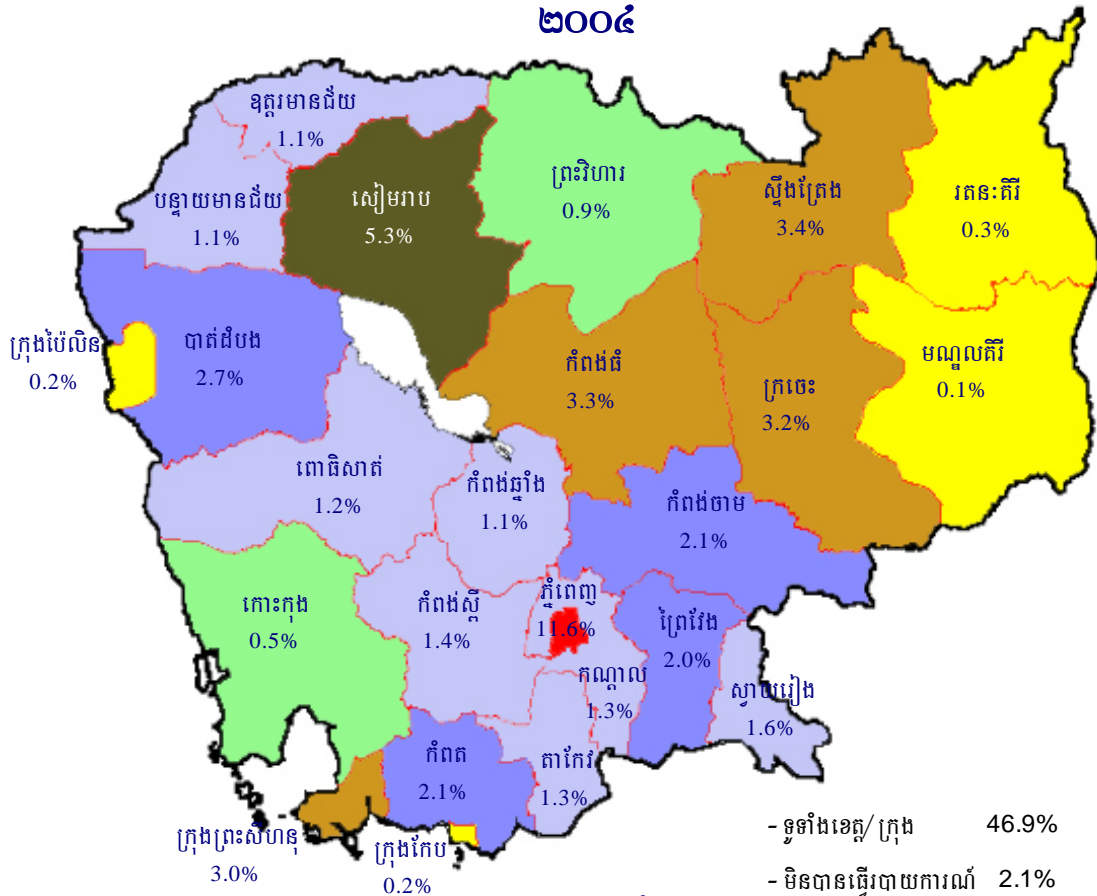 ២០០៤
ឧត្តរមានជ័យ
1.1%
បន្ទាយមានជ័យ
1.1%
សៀមរាប
5.3%
ព្រះវិហារ
0.9%
ស្ទឹងត្រែង
3.4%
រតនៈគិរី
0.3%
ក្រុងប៉ៃលិន
0.2%
បាត់ដំបង
2.7%
កំពង់ធំ
3.3%
ក្រចេះ
3.2%
មណ្ឌលគិរី
0.1%
ពោធិសាត់
1.2%
កំពង់ឆ្នាំង
1.1%
កំពង់ចាម
2.1%
កោះកុង
0.5%
កំពង់ស្ពឺ
1.4%
ភ្នំពេញ
11.6%
ព្រៃវែង
2.0%
កណ្តាល
1.3%
ស្វាយរៀង
1.6%
កំពត
2.1%
តាកែវ
1.3%
ក្រុងព្រះសីហនុ
3.0%
ក្រុងកែប
0.2%
- ទូទាំងខេត្ត/ក្រុង 46.9%
- មិនបានធ្វើរបាយការណ៍ 2.1%